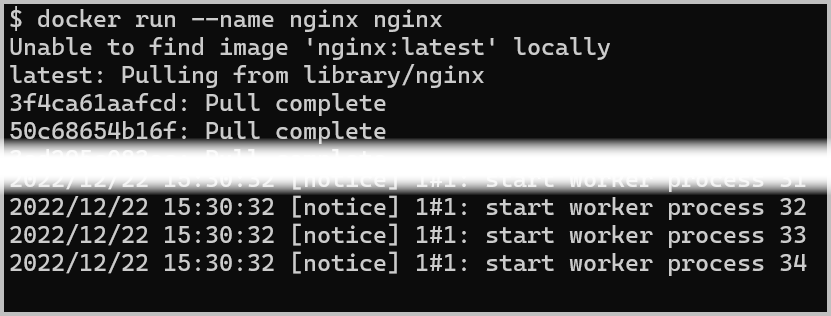 $ docker run --name nginx nginx
Unable to find image 'nginx:latest' locally
latest: Pulling from library/nginx
3f4ca61aafcd: Pull complete
50c68654b16f: Pull complete
2022/12/22 15:30:32 [notice] 1#1: start worker process 31
2022/12/22 15:30:32 [notice] 1#1: start worker process 32
2022/12/22 15:30:32 [notice] 1#1: start worker process 33
2022/12/22 15:30:32 [notice] 1#1: start worker process 34